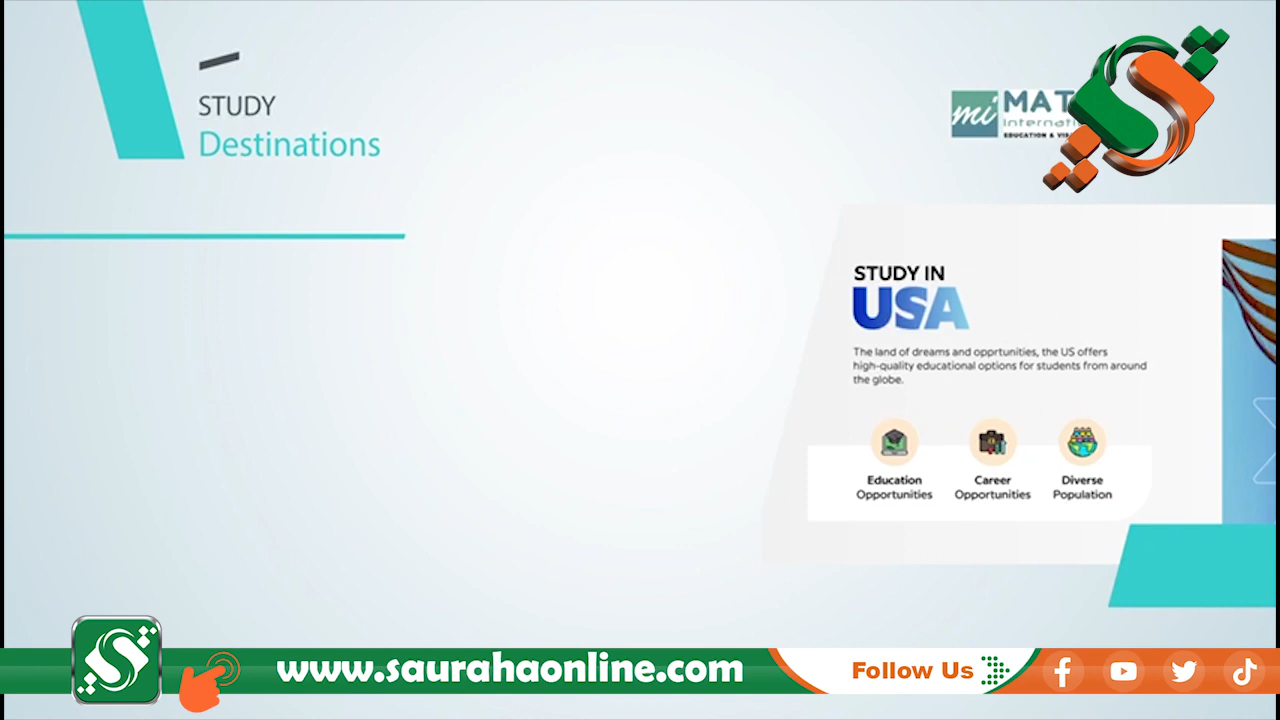 STUDY
Destinations
mi
STUDY IN
USA
The land of dreams and opprtunities, the US offers
high-quality educational options for students from around
the globe.
Education
Opportunities
Career
Opportunities
Diverse
Population
www.saurahaonline.com
Follow Us